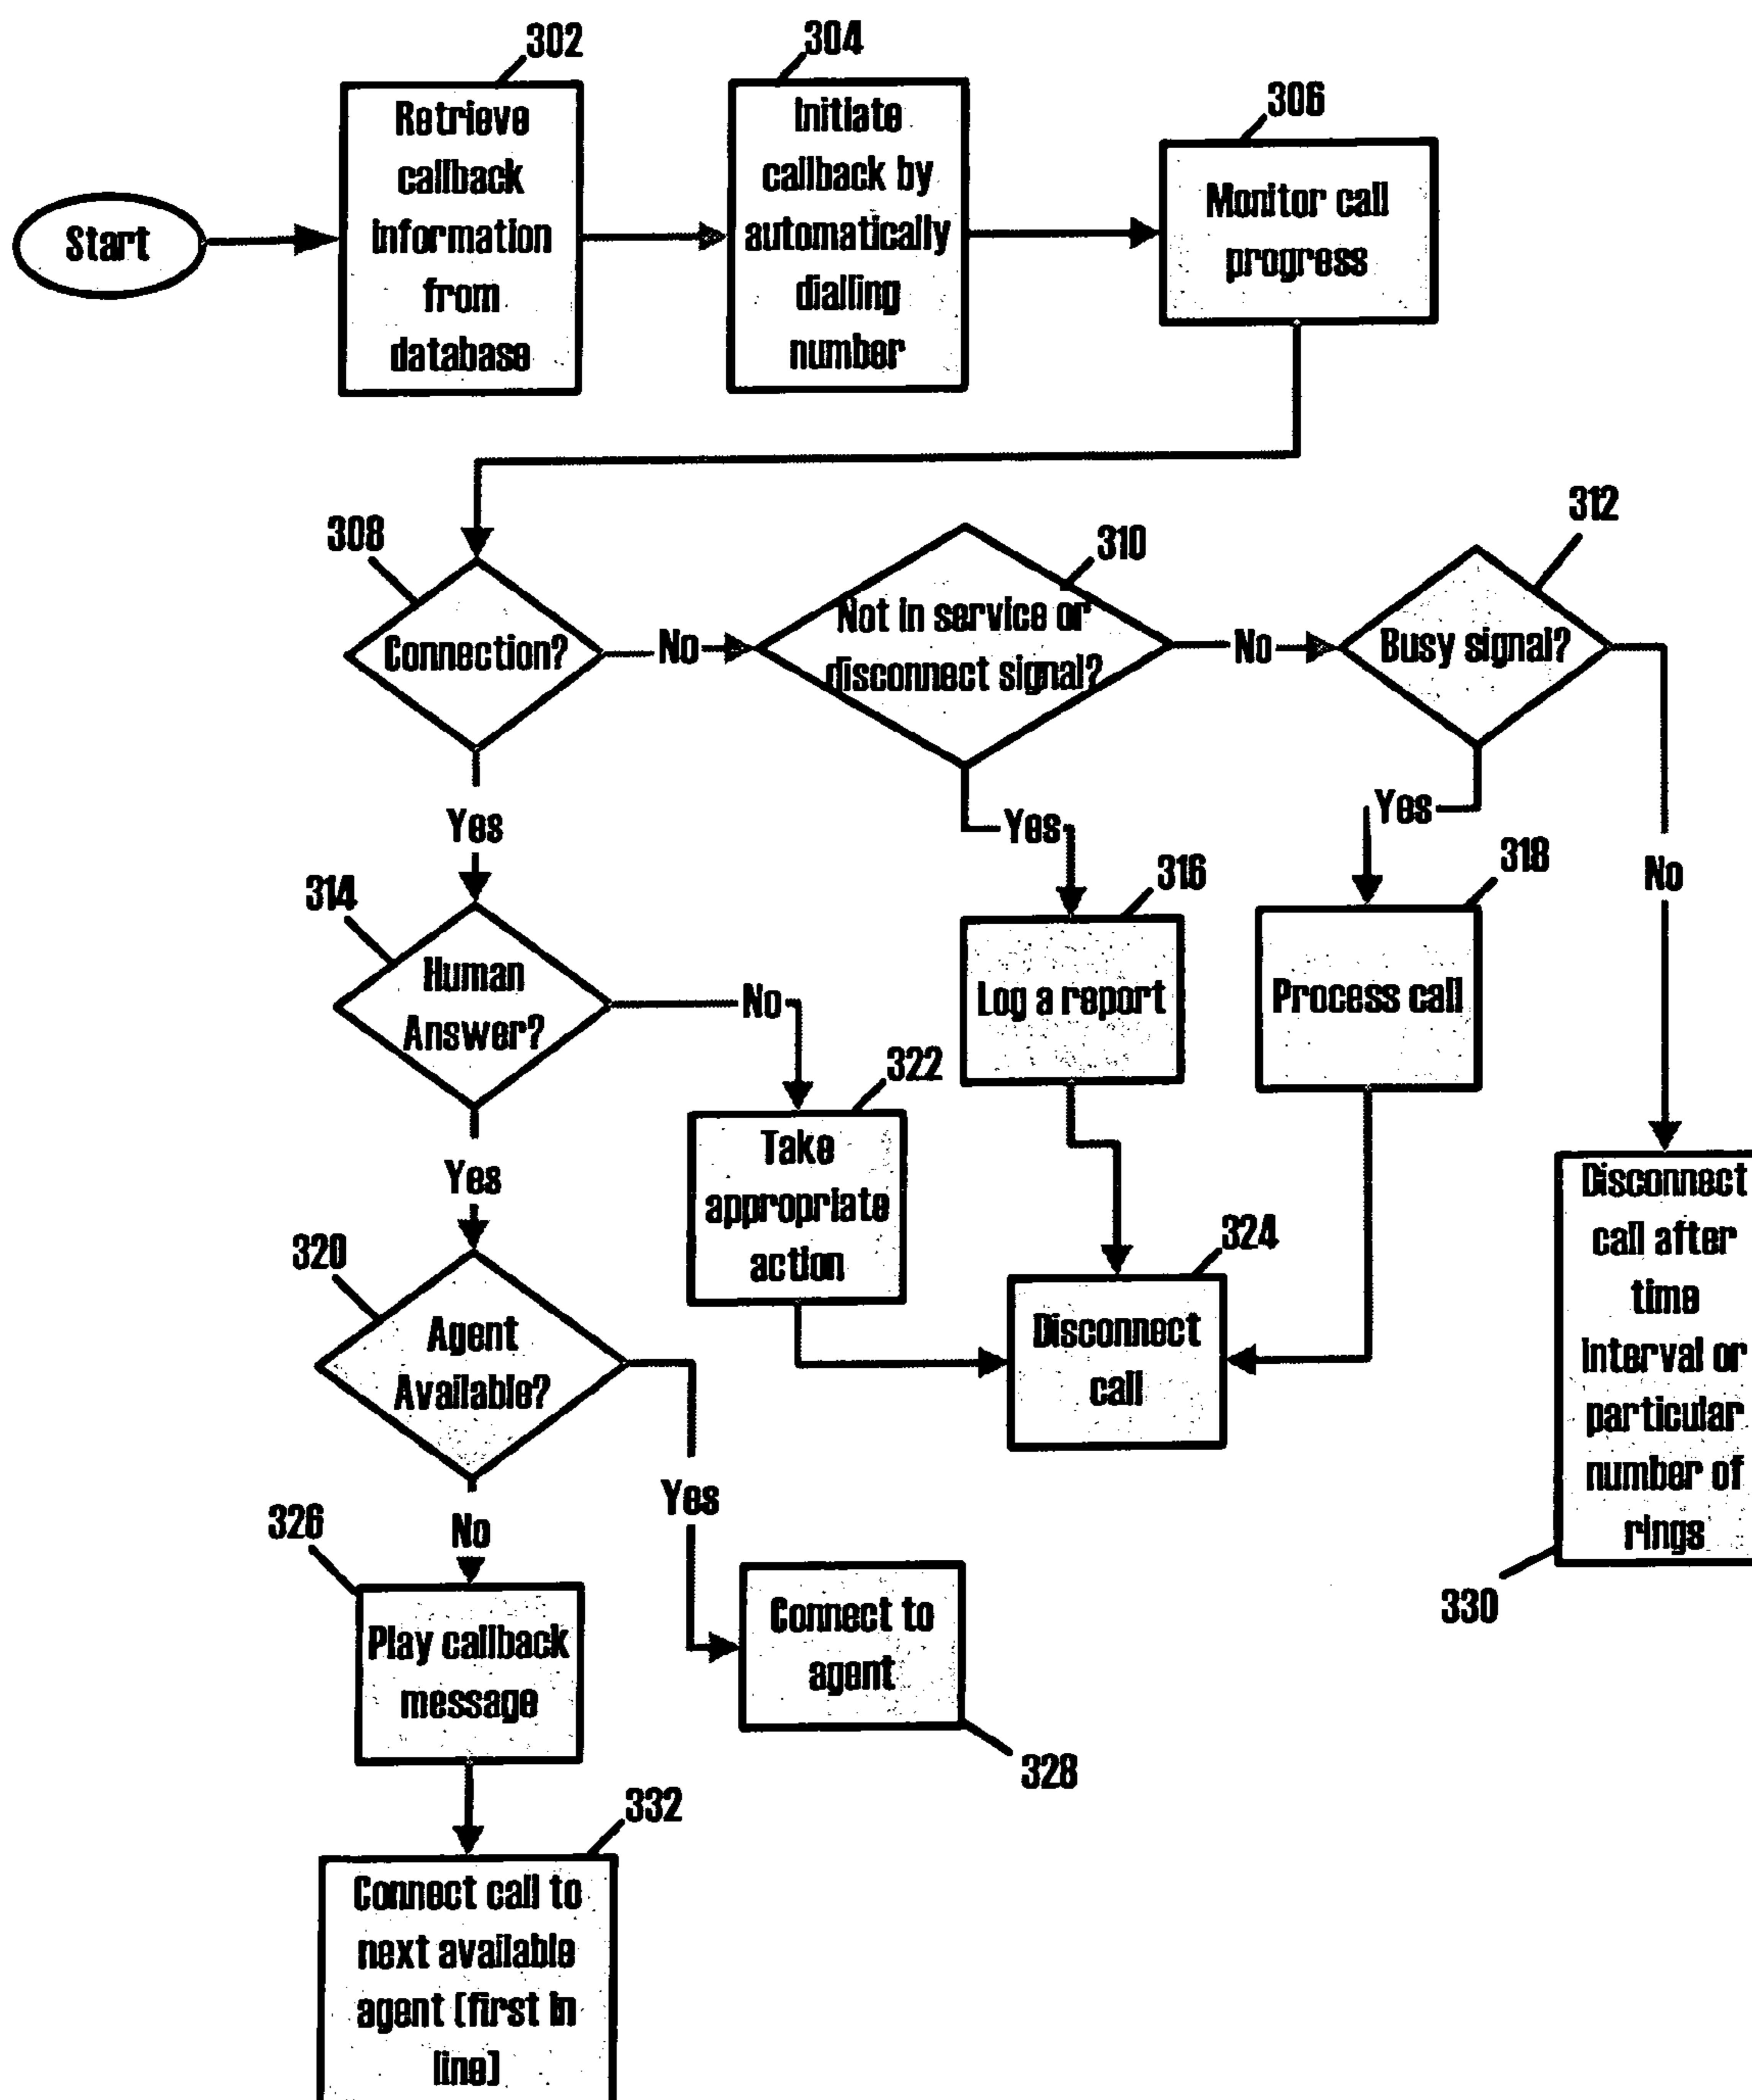 302
304
306
Start
Retrieve
callback
information
from
database
Initiate
callback by
automatically
dialling
number
Monitor call
progress
308
310
312
Connection?
No
Not in service or
disconnect signal?
No
Busy signal?
Yes
Yes
Yes
No
314
316
318
Human
Answer?
No
Log a report
Process call
322
Take
appropriate
action
Yes
320
324
Agent
Available?
Disconnect
call
Disconnect
call after
time
interval or
particular
number of
rings
330
Yes
No
326
Play callback
message
Connect to
agent
328
332
Connect call to
next available
agent (first in
line)